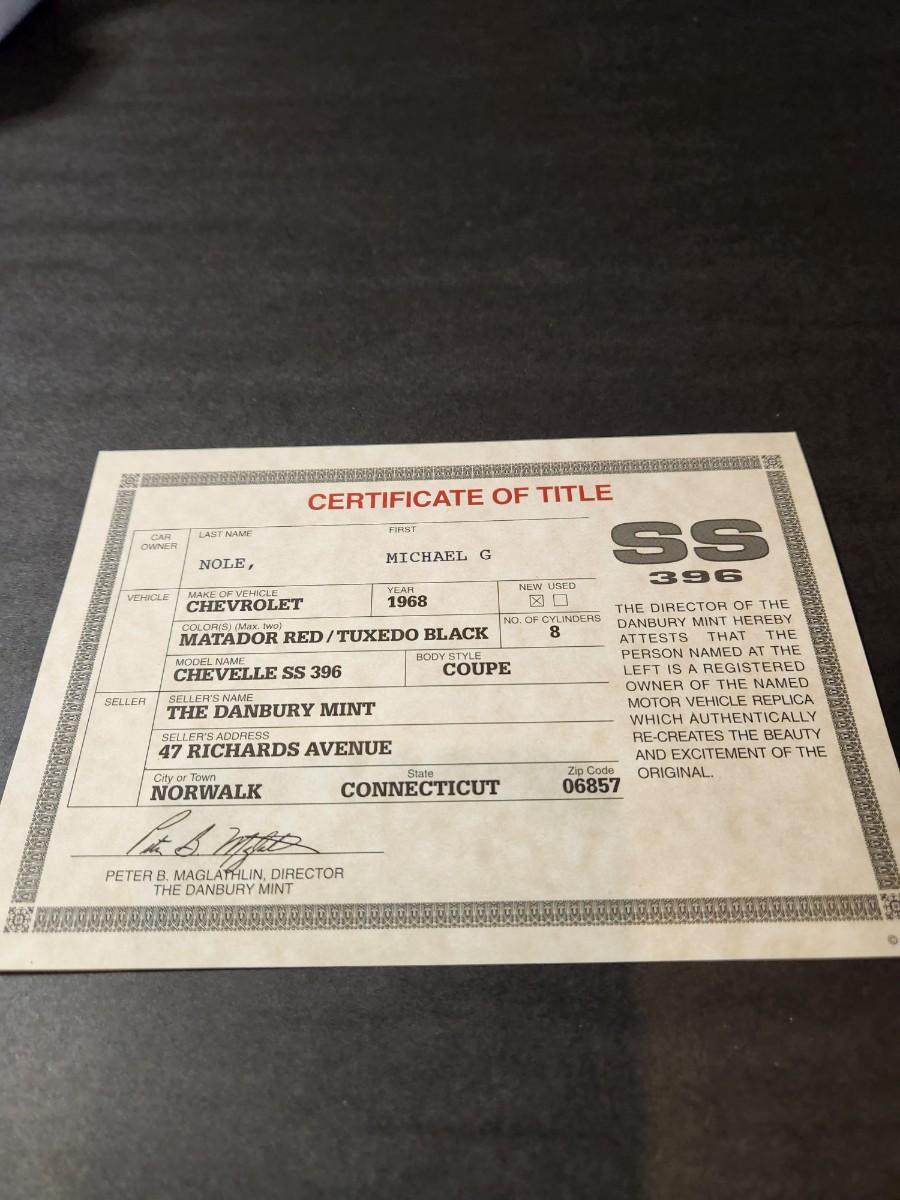 CERTIFICATE OF TITLE
CAR OWNER
LAST NAME
FIRST
NOLE,
MICHAEL G
VEHICLE
MAKE OF VEHICLE
CHEVROLET
YEAR
1968
NEW USED
☒ ☐
COLOR(S) (Max. two)
MATADOR RED / TUXEDO BLACK
NO. OF CYLINDERS
8
MODEL NAME
CHEVELLE SS 396
BODY STYLE
COUPE
SELLER
SELLER'S NAME
THE DANBURY MINT
SELLER'S ADDRESS
47 RICHARDS AVENUE
City or Town
NORWALK
State
CONNECTICUT
Zip Code
06857
SS
396
THE DIRECTOR OF THE
DANBURY MINT HEREBY
ATTESTS THAT THE
PERSON NAMED AT THE
LEFT IS A REGISTERED
OWNER OF THE NAMED
MOTOR VEHICLE REPLICA
WHICH AUTHENTICALLY
RE-CREATES THE BEAUTY
AND EXCITEMENT OF THE
ORIGINAL.
Peter B. Maglathlin
PETER B. MAGLATHLIN, DIRECTOR
THE DANBURY MINT
©